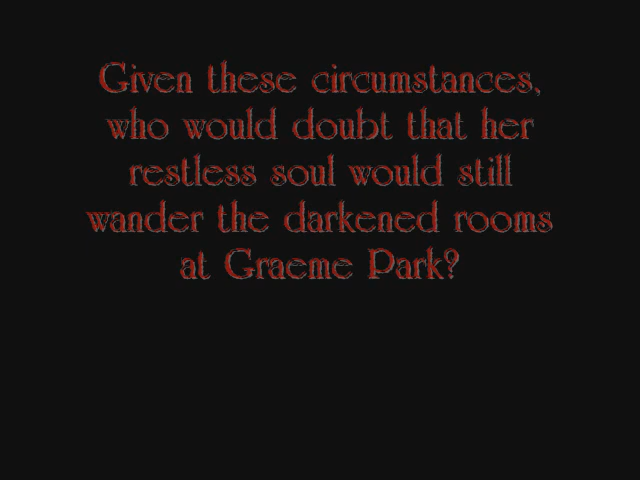 Given these circumstances,
who would doubt that her
restless soul would still
wander the darkened rooms
at Graeme Park?